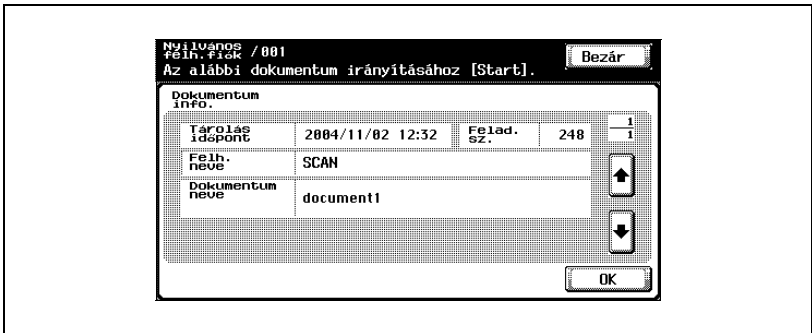 Nyilvános
felh.fiók /001
Bezár
Az alábbi dokumentum irányításához [Start].
Dokumentum
info.
Tárolás
időpont
2004/11/02 12:32
Felad.
sz.
248
1
1
Felh.
neve
SCAN
Dokumentum
neve
document1
OK